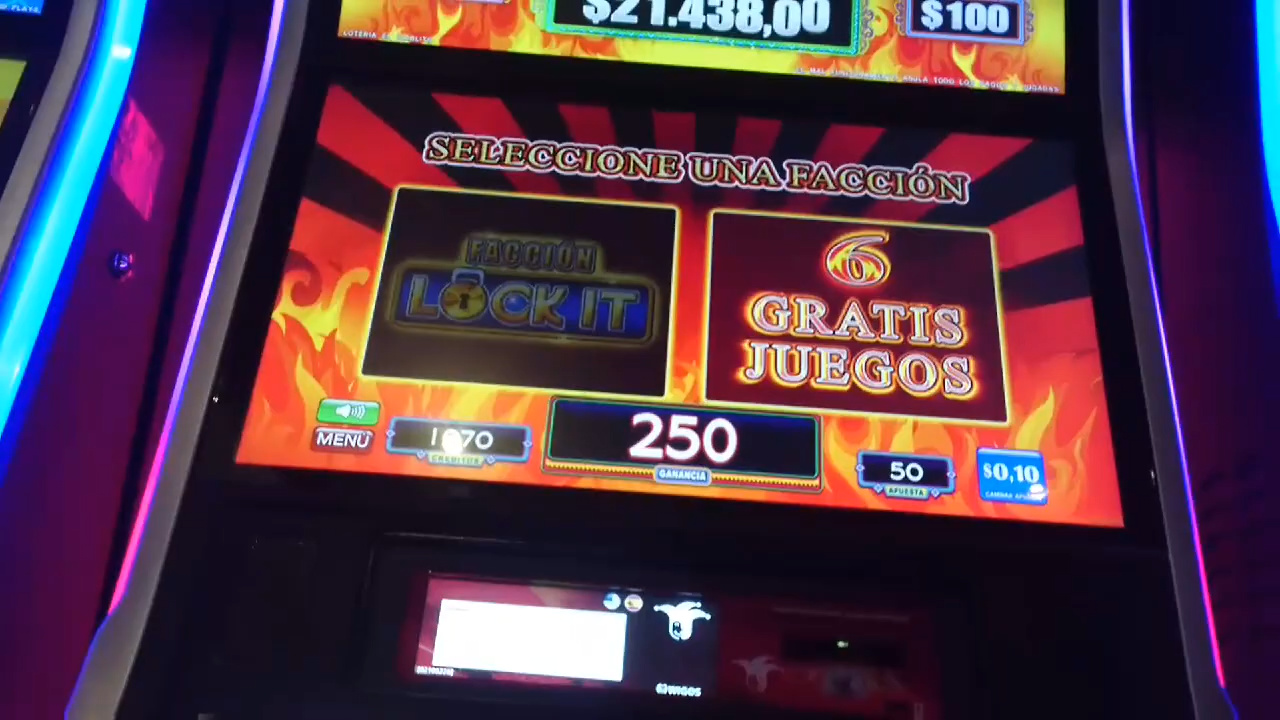 $21.438,00
$100
SELECCIONE UNA FACCIÓN
FACCIÓN
LOCK IT
6
GRATIS
JUEGOS
MENÚ
1070
CREDITOS
250
GANANCIA
50
APUESTA
$0,10